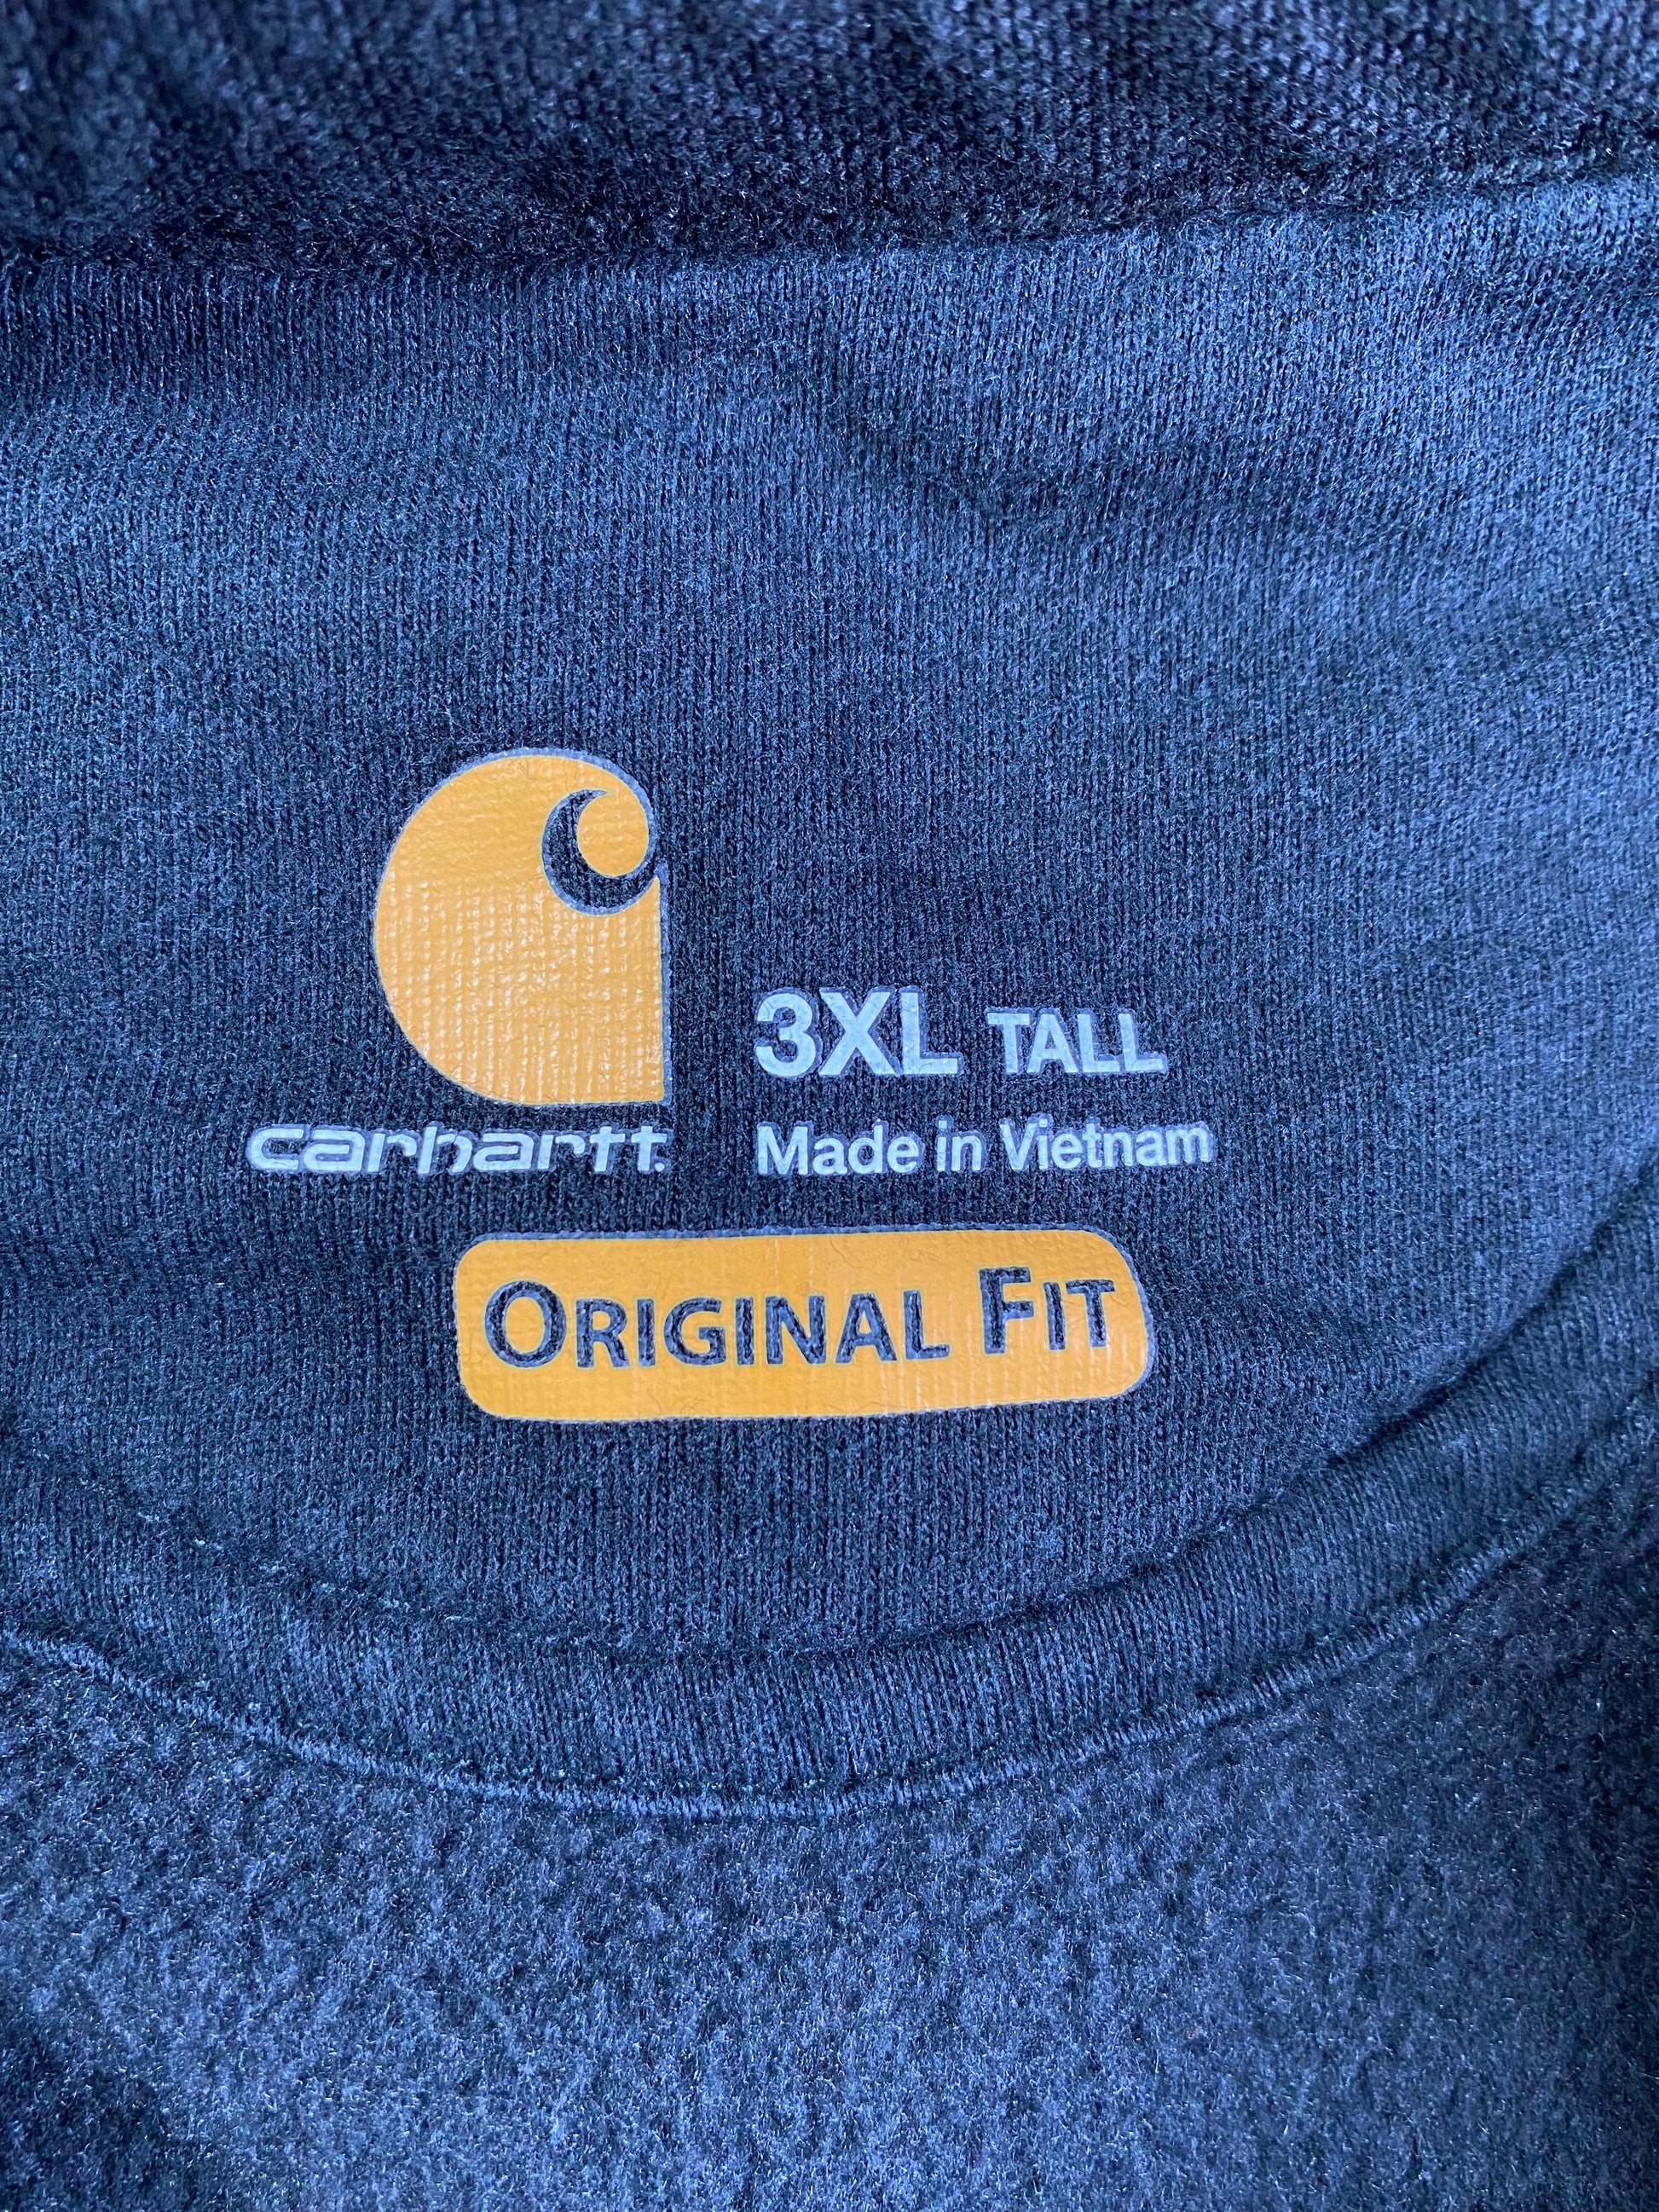 3XL TALL
carhartt.
Made in Vietnam
ORIGINAL FIT